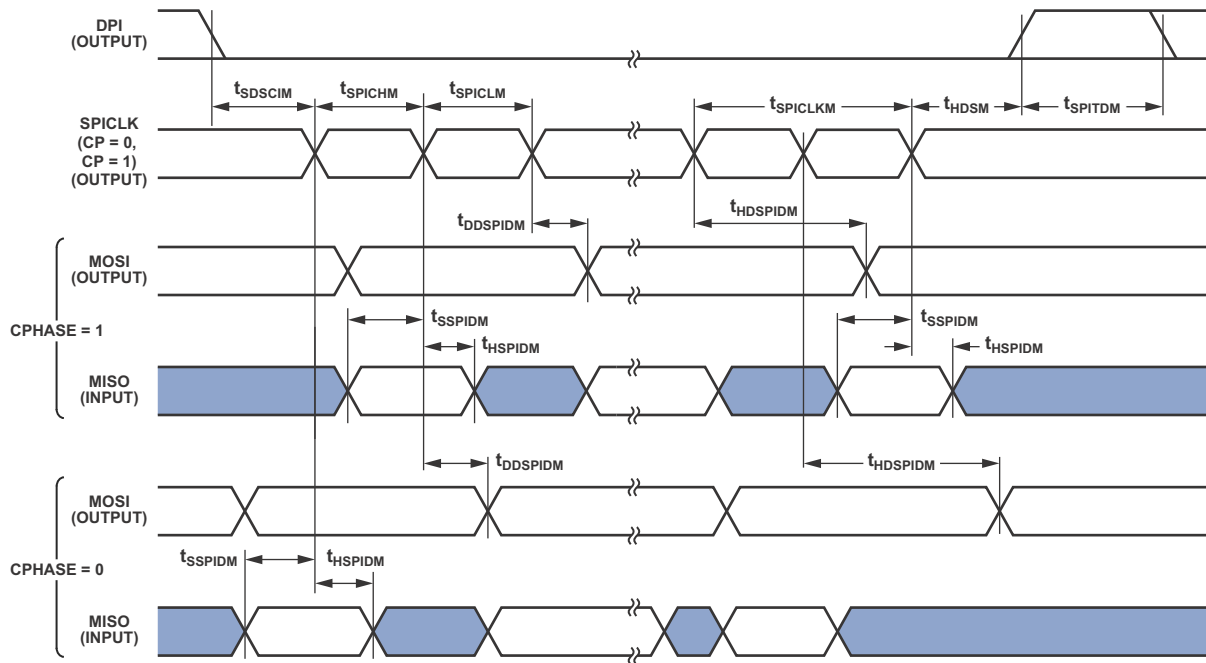 DPI
(OUTPUT)
tSDSCIM
tSPICHM
tSPICLM
tSPICLKM
tHDSM
tSPITDM
SPICLK
(CP = 0,
CP = 1)
(OUTPUT)
tDDSPIDM
tHDSPIDM
MOSI
(OUTPUT)
CPHASE = 1
tSSPIDM
tHSPIDM
tSSPIDM
tHSPIDM
MISO
(INPUT)
tDDSPIDM
tHDSPIDM
MOSI
(OUTPUT)
CPHASE = 0
tSSPIDM
tHSPIDM
MISO
(INPUT)